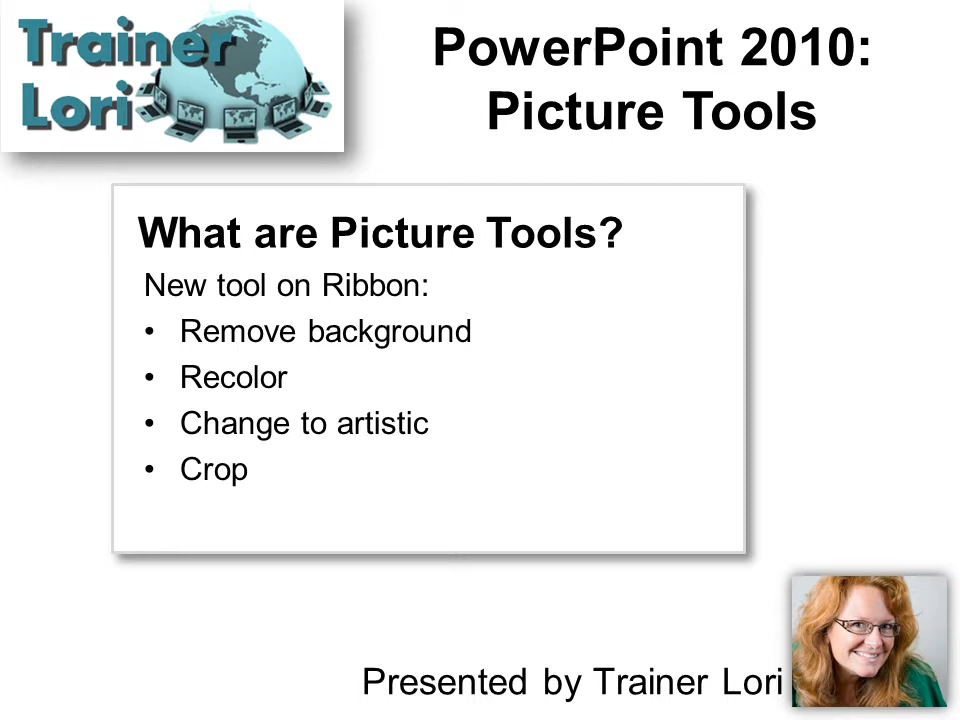 Trainer
Lori
PowerPoint 2010:
Picture Tools
What are Picture Tools?
New tool on Ribbon:
• Remove background
• Recolor
• Change to artistic
• Crop
Presented by Trainer Lori